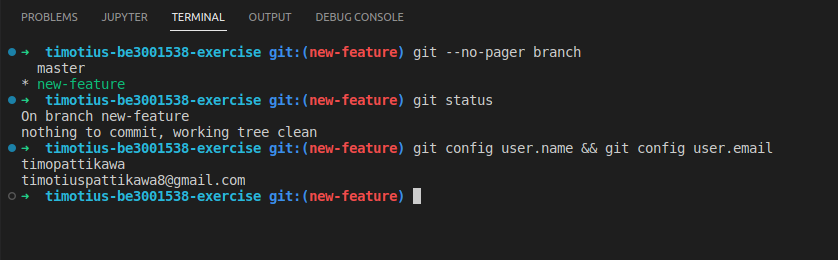 PROBLEMS JUPYTER TERMINAL OUTPUT DEBUG CONSOLE
➜ timotius-be3001538-exercise git:(new-feature) git --no-pager branch
master
* new-feature
➜ timotius-be3001538-exercise git:(new-feature) git status
On branch new-feature
nothing to commit, working tree clean
➜ timotius-be3001538-exercise git:(new-feature) git config user.name && git config user.email
timopattikawa
timotiuspattikawa8@gmail.com
➜ timotius-be3001538-exercise git:(new-feature)